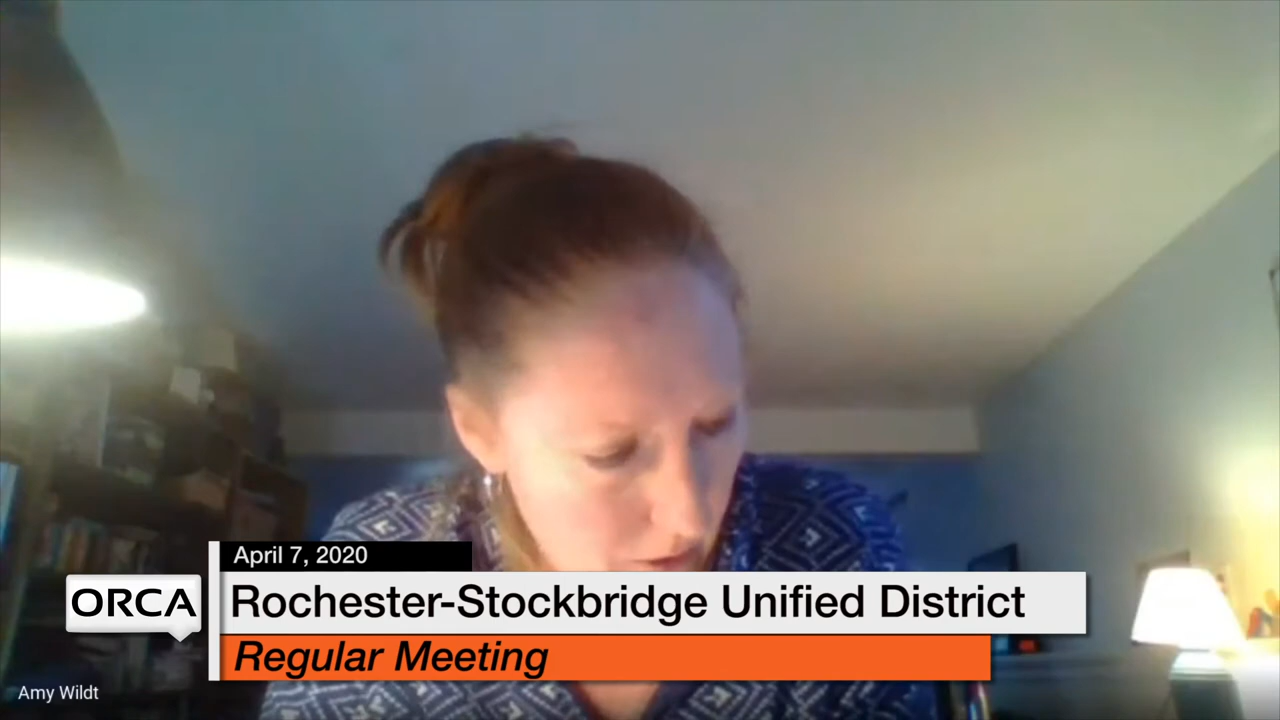 April 7, 2020
ORCA
Rochester-Stockbridge Unified District
Regular Meeting
Amy Wildt